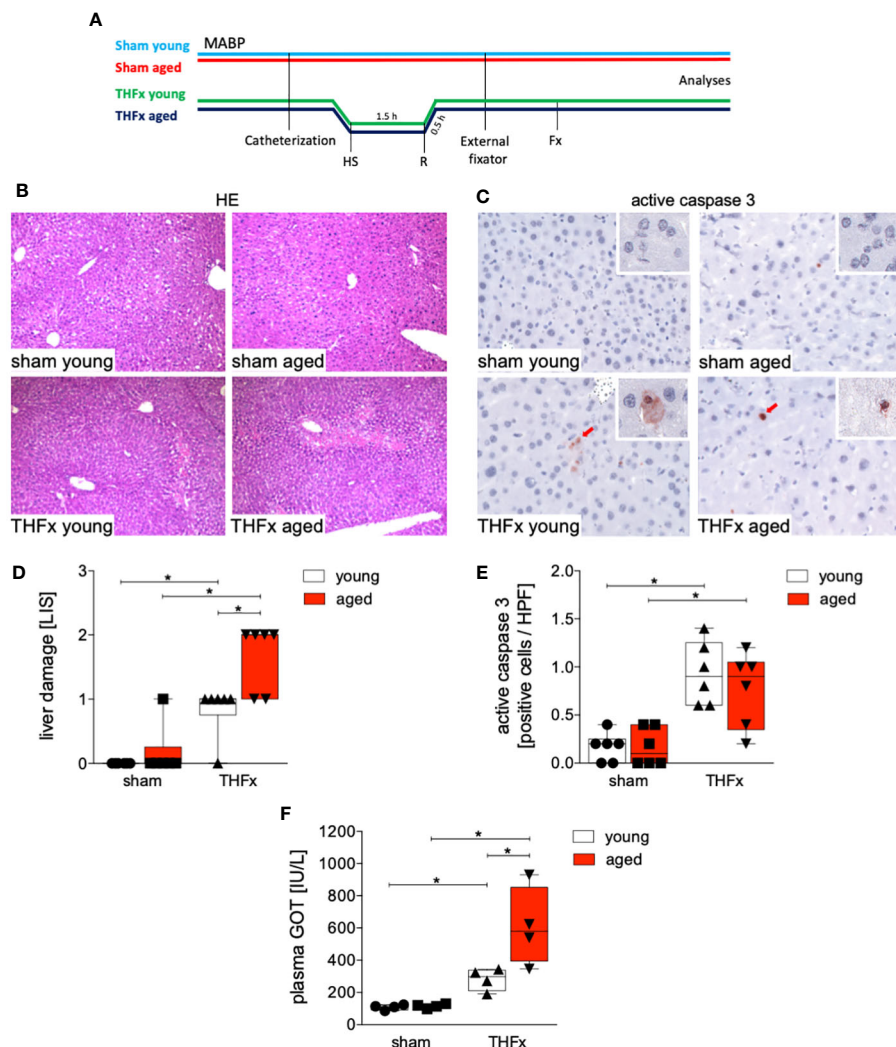 A
Sham young
MABP
Sham aged
Analyses
THFx young
1.5 h
THFx aged
0.5 h
Catheterization
External
fixator
Fx
HS
R
B
HE
C
active caspase 3
sham young
sham aged
sham young
sham aged
THFx young
THFx aged
THFx young
THFx aged
D
liver damage [LIS]
3
2
1
0
*
*
*
sham
THFx
young
aged
E
active caspase 3
[positive cells / HPF]
2.0
1.5
1.0
0.5
0.0
*
*
sham
THFx
young
aged
F
plasma GOT [IU/L]
1200
1000
800
600
400
200
0
*
*
*
sham
THFx
young
aged